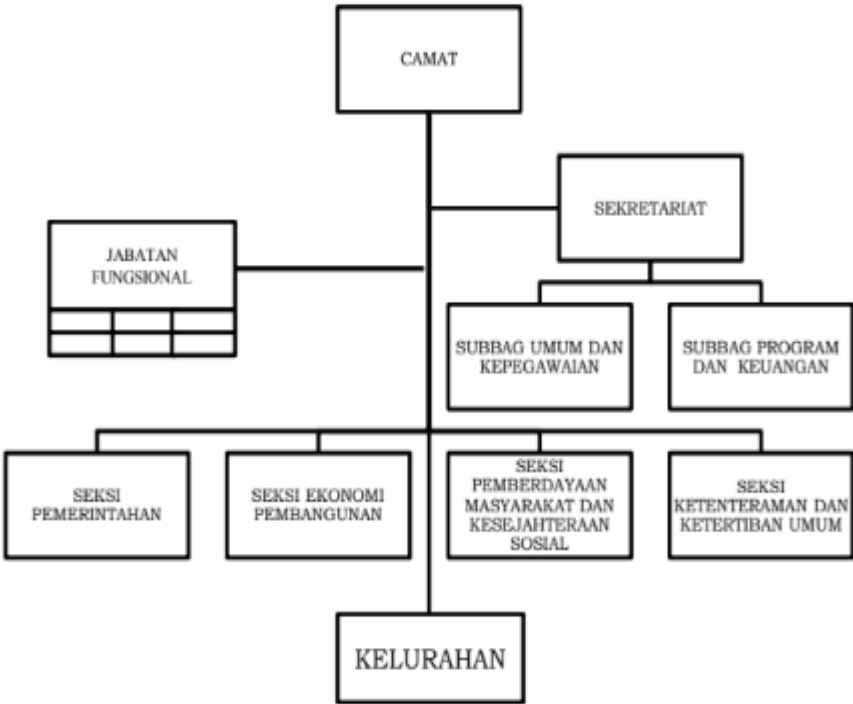 CAMAT
SEKRETARIAT
JABATAN
FUNGSIONAL
SUBBAG UMUM DAN
KEPEGAWAIAN
SUBBAG PROGRAM
DAN KEUANGAN
SEKSI
PEMERINTAHAN
SEKSI EKONOMI
PEMBANGUNAN
SEKSI
PEMBERDAYAAN
MASYARAKAT DAN
KESEJAHTERAAN
SOSIAL
SEKSI
KETENTERAMAN DAN
KETERTIBAN UMUM
KELURAHAN